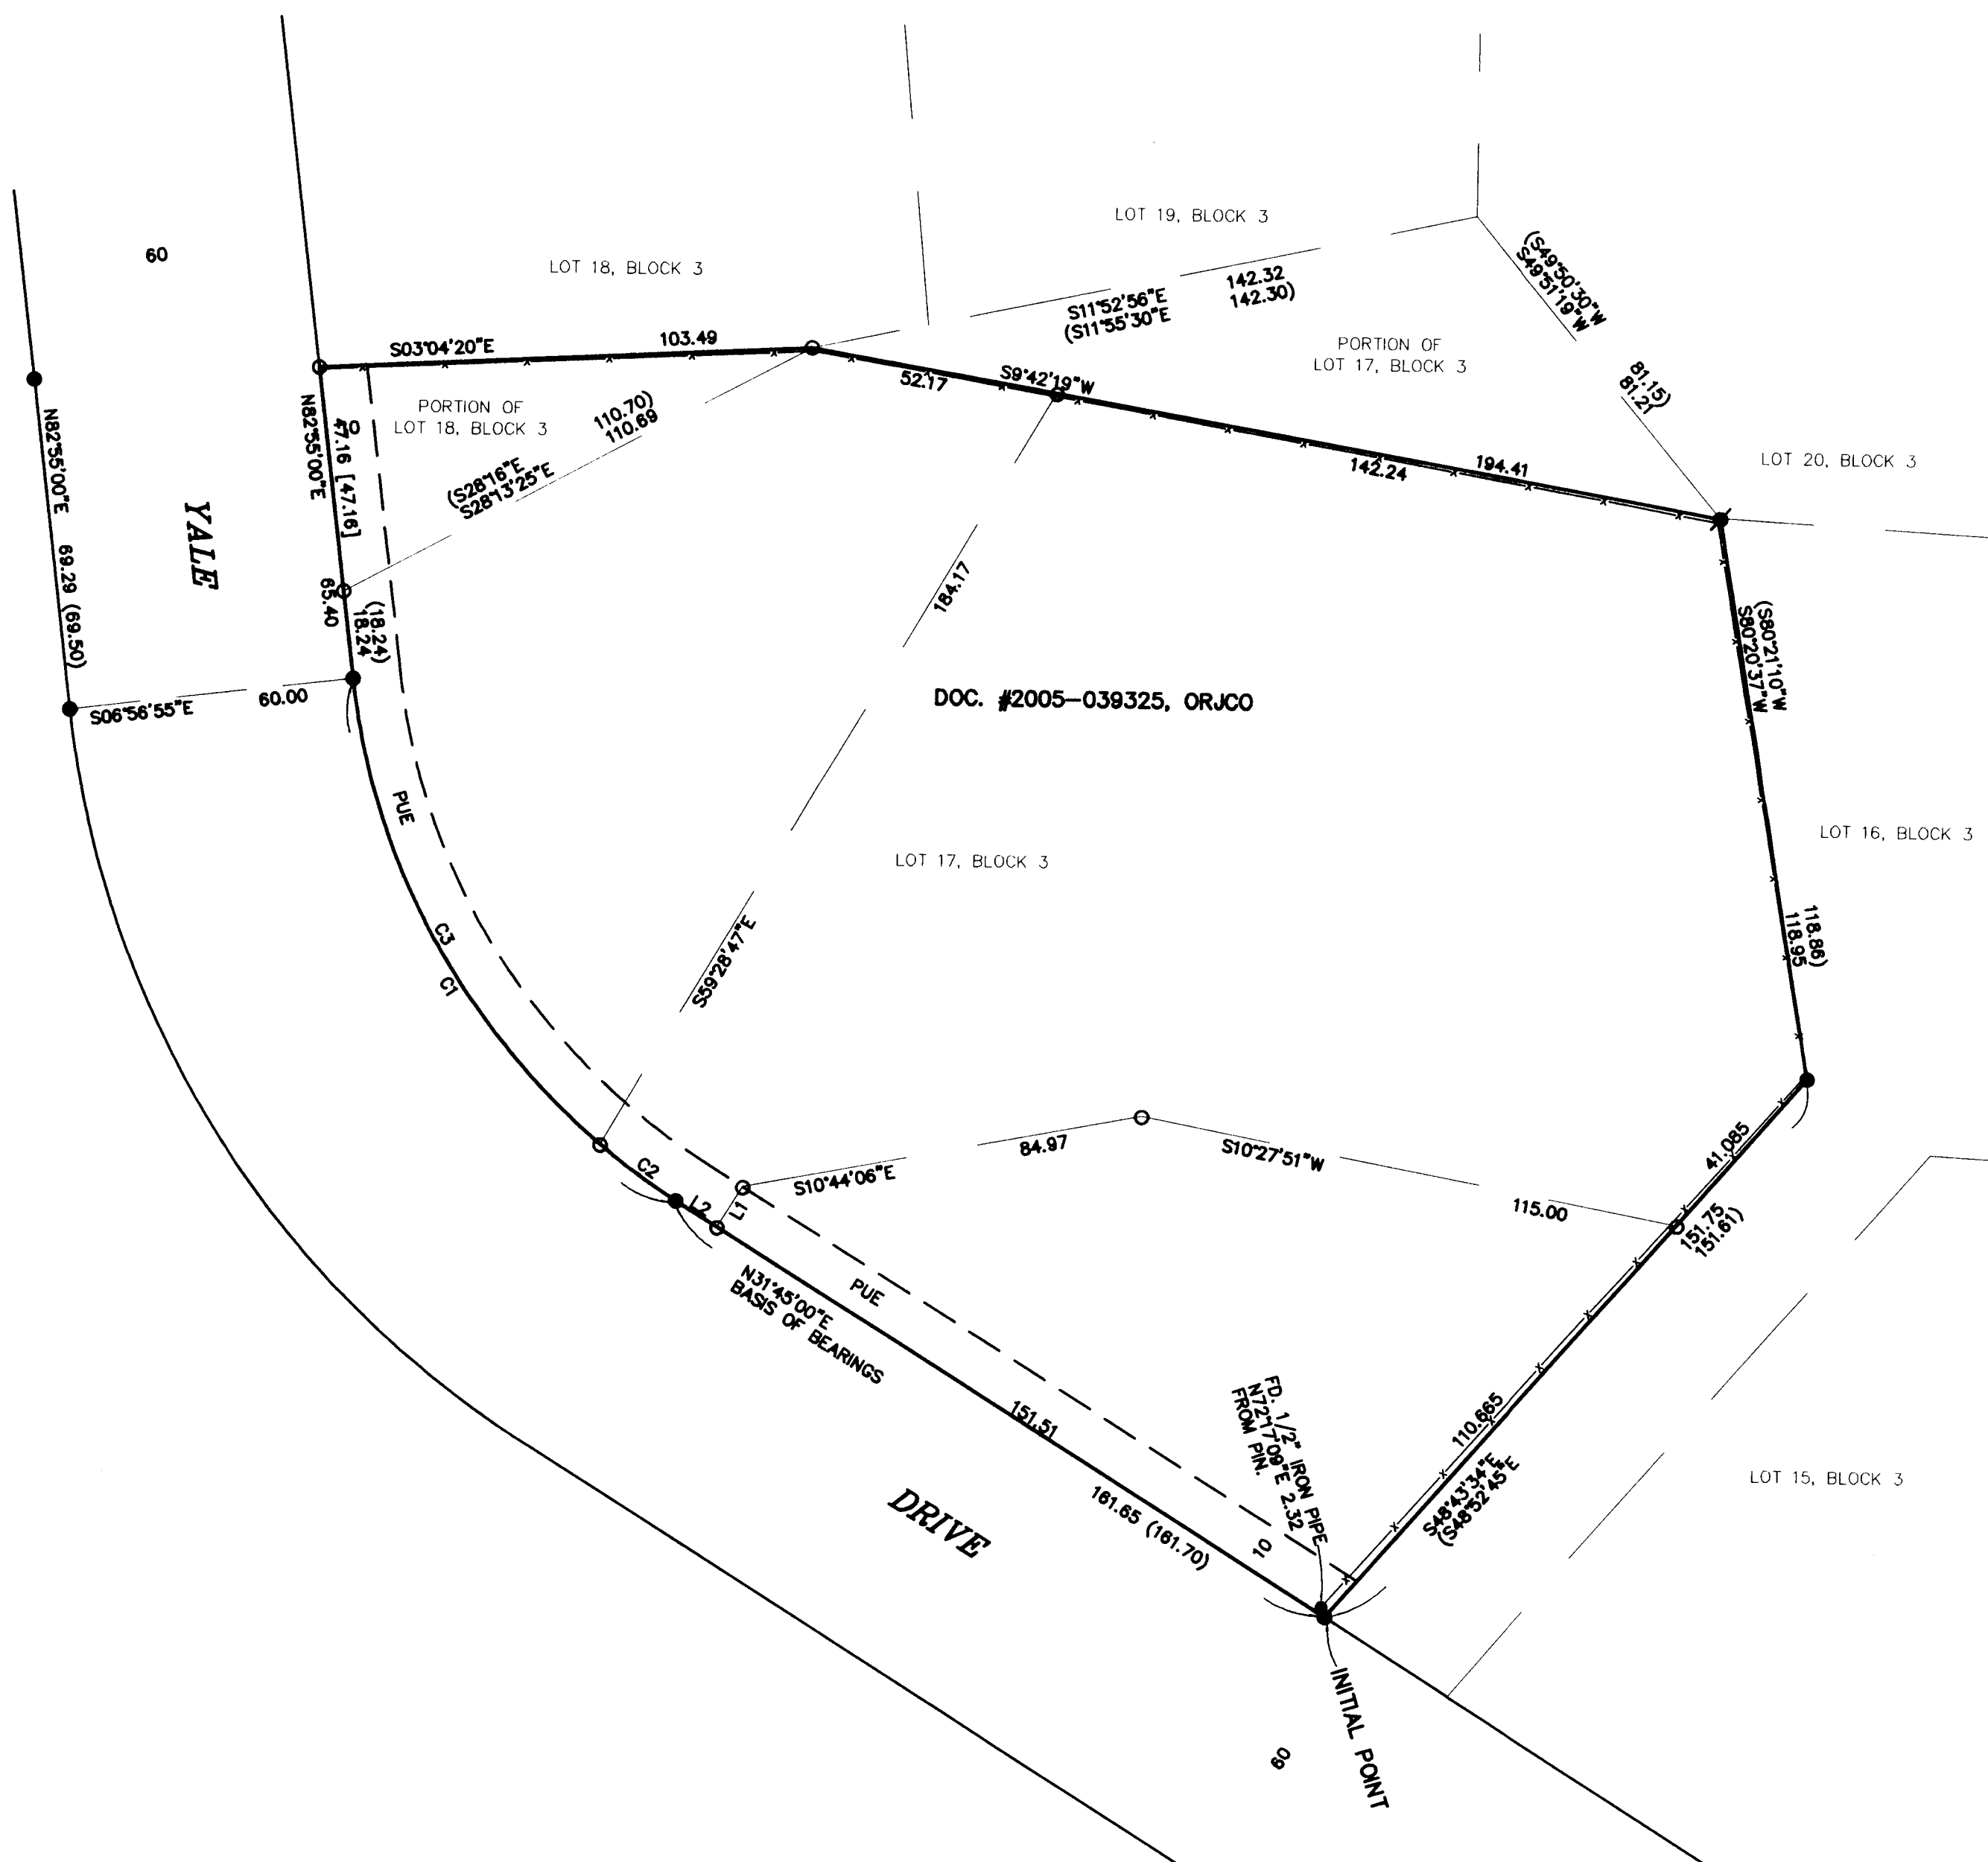 60
LOT 18, BLOCK 3
LOT 19, BLOCK 3
S11°52'56"E 142.32
(S11°55'30"E 142.30)
(S49°50'30"W 81.15)
S49°51'19"W 81.21
PORTION OF
LOT 17, BLOCK 3
LOT 20, BLOCK 3
S03°04'20"E 103.49
52.17
S9°42'19"W
142.24
194.41
PORTION OF
LOT 18, BLOCK 3
(S28°16"E 110.70)
S28°13'25"E 110.69
N82°55'00"E
47.16 [47.16]
65.40
(18.24)
18.24
N82°55'00"E 69.29 (69.50)
YALE
S06°56'55"E 60.00
184.17
S59°28'47"E
DOC. #2005-039325, ORJCO
LOT 17, BLOCK 3
(S80°21'10"W 118.86)
S80°20'37"W 118.95
LOT 16, BLOCK 3
PUE
C3
C1
C2
L2
L1
S10°44'06"E 84.97
S10°27'51"W 115.00
41.085
151.75
151.61)
N31°45'00"E
BASIS OF BEARINGS
PUE
151.51
161.65 (161.70)
DRIVE
FD. 1/2" IRON PIPE
N72°17'09"E 2.32
FROM PIN.
10
110.665
S48°43'34"E
(S48°52'45"E
LOT 15, BLOCK 3
INITIAL POINT
60